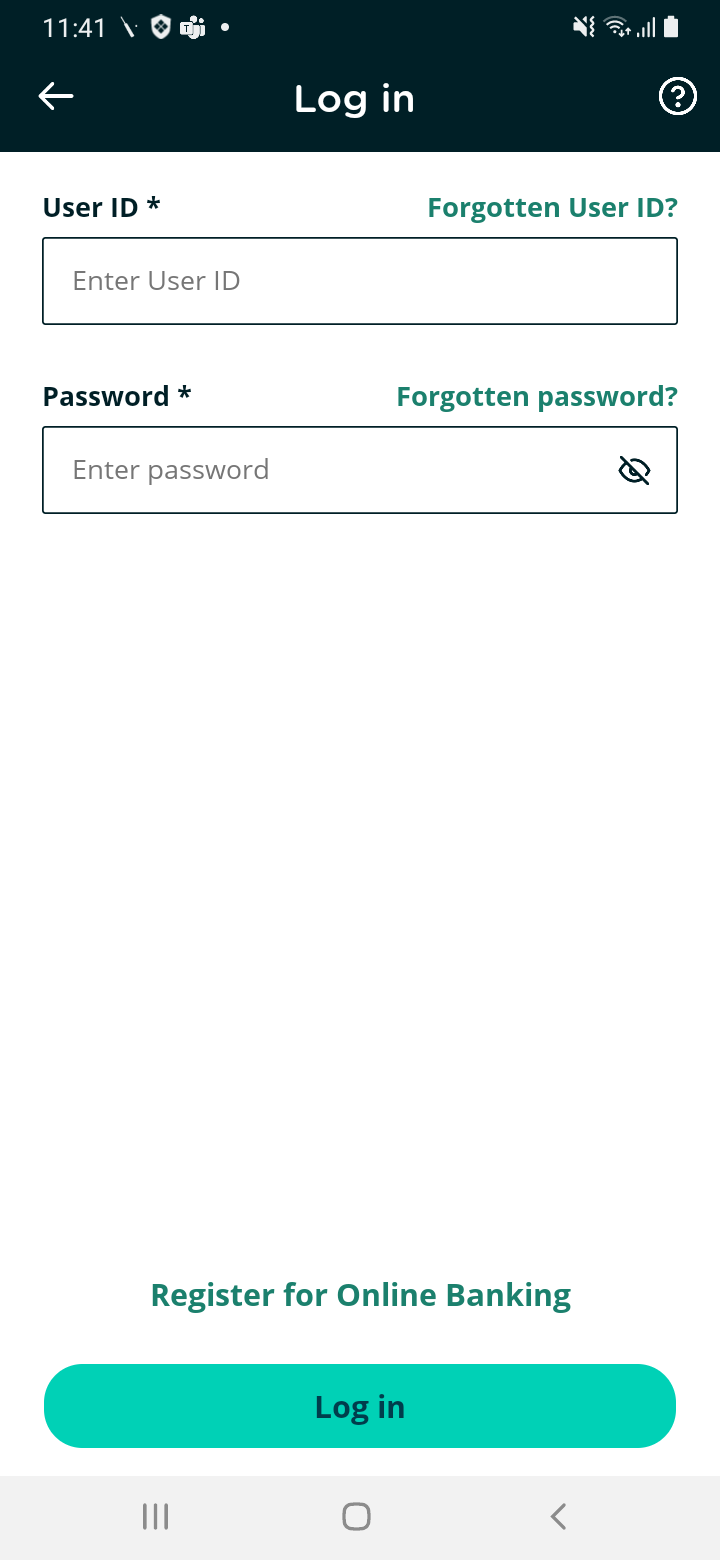 11:41
Log in
User ID * Forgotten User ID?
Enter User ID
Password * Forgotten password?
Enter password
Register for Online Banking
Log in